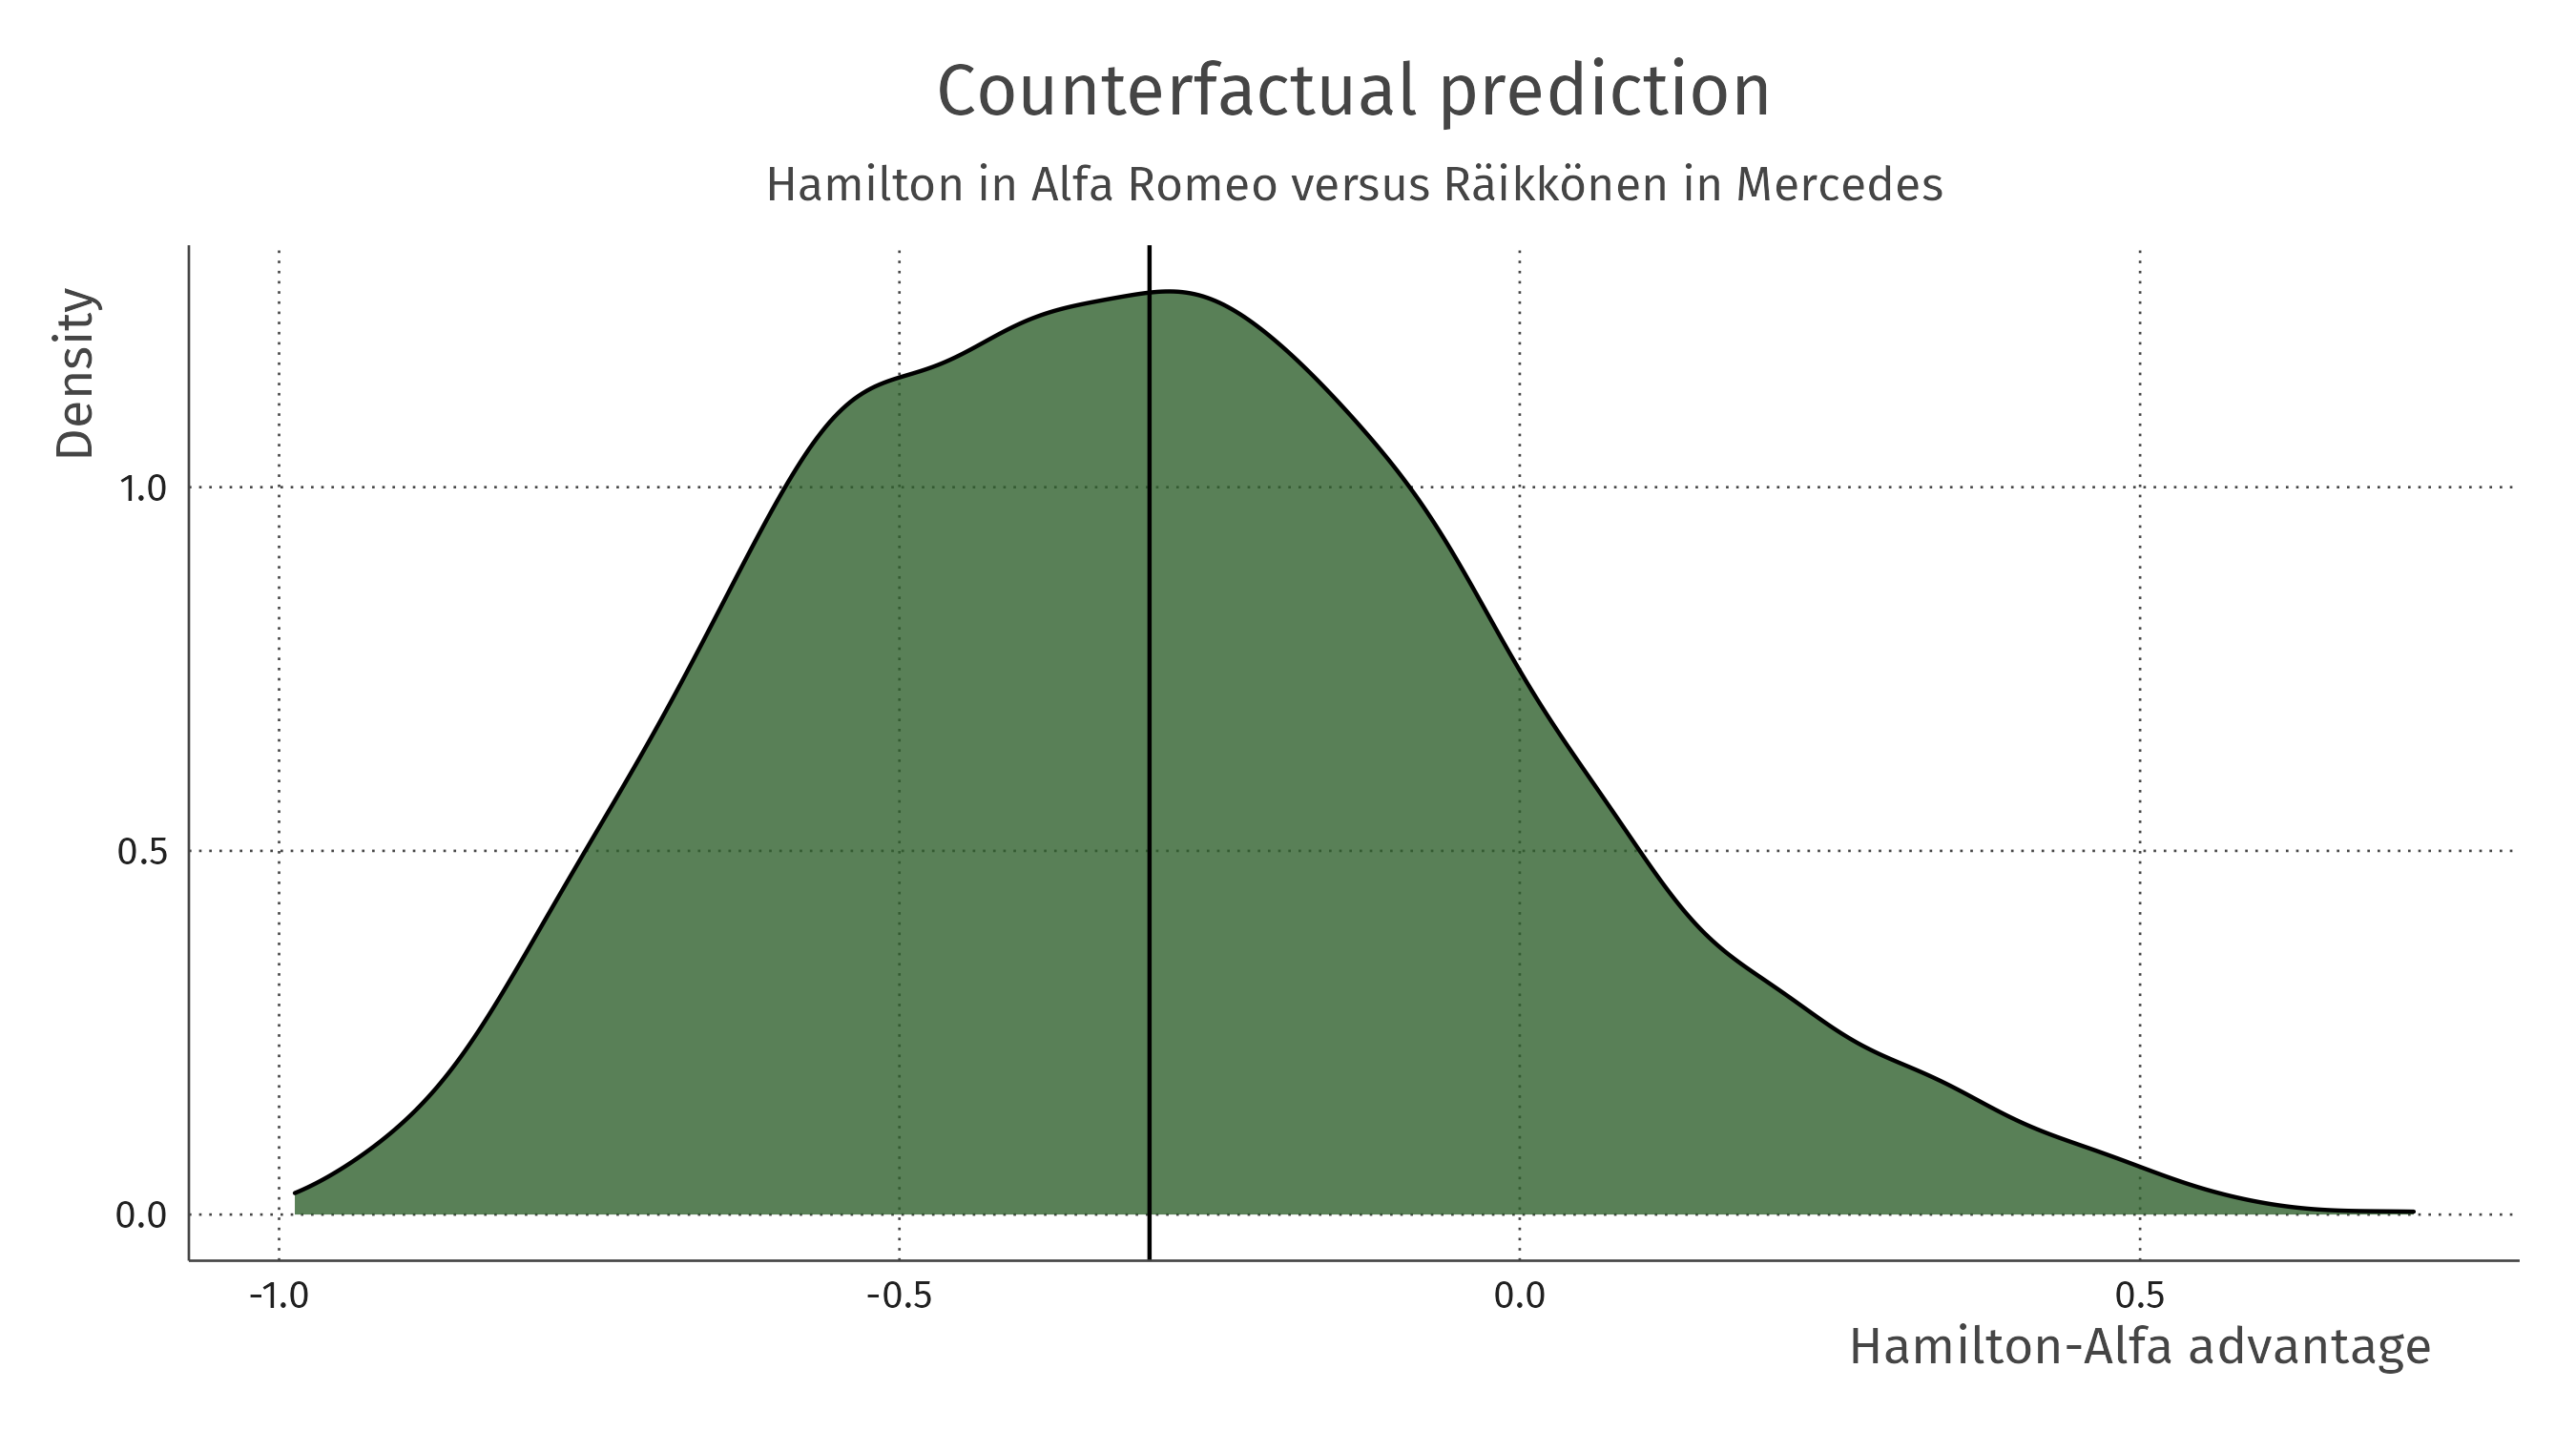 Counterfactual prediction
Hamilton in Alfa Romeo versus Räikkönen in Mercedes
Density
1.0
0.5
0.0
-1.0
-0.5
0.0
0.5
Hamilton-Alfa advantage